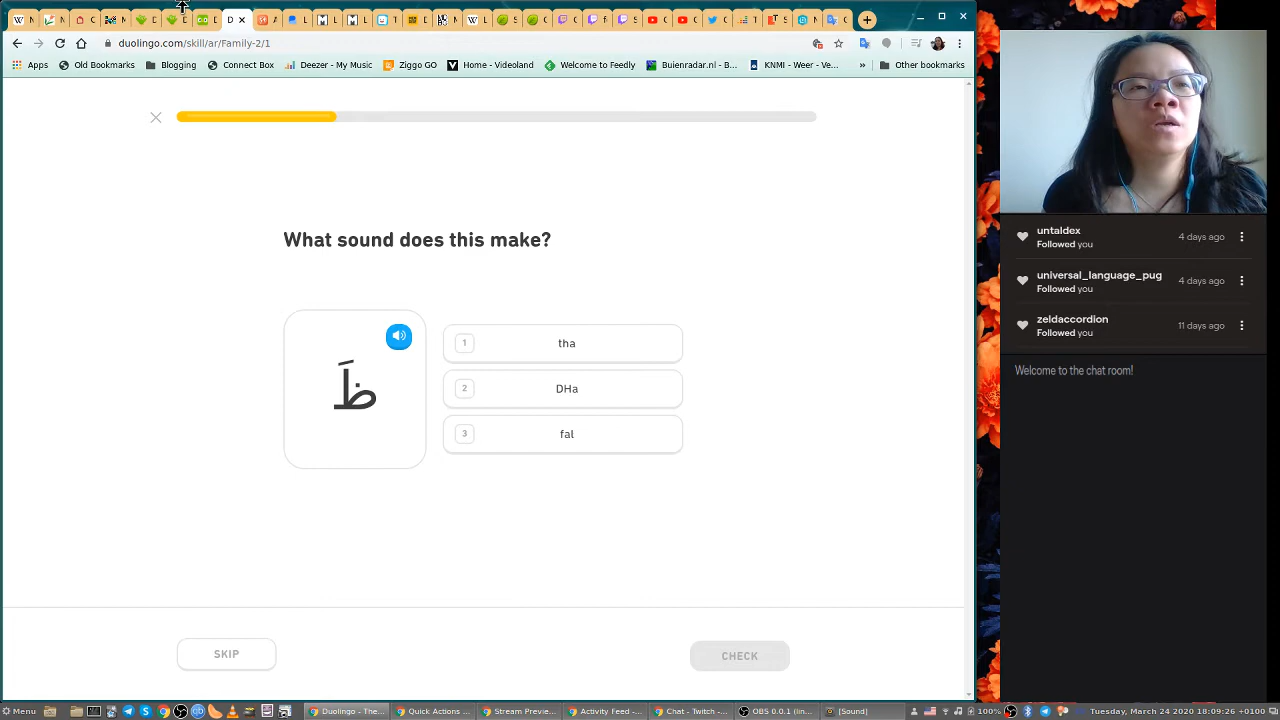 duolingo.com/skill/ar/Family-2/1
Apps
Old Bookmarks
Blogging
Connect Box
Deezer - My Music
Ziggo GO
Home - Videoland
Welcome to Feedly
Buienradar.nl - B...
KNMI - Weer - Ve...
»
Other bookmarks
What sound does this make?
ظَ
1 tha
2 DHa
3 fal
SKIP
CHECK
untaldex
Followed you
4 days ago
universal_language_pug
Followed you
4 days ago
zeldaccordion
Followed you
11 days ago
Welcome to the chat room!
Menu
Duolingo - The...
Quick Actions ...
Stream Previe...
Activity Feed -...
Chat - Twitch -...
OBS 0.0.1 (lin...
[Sound]
100%
Tuesday, March 24 2020 18:09:26 +0100